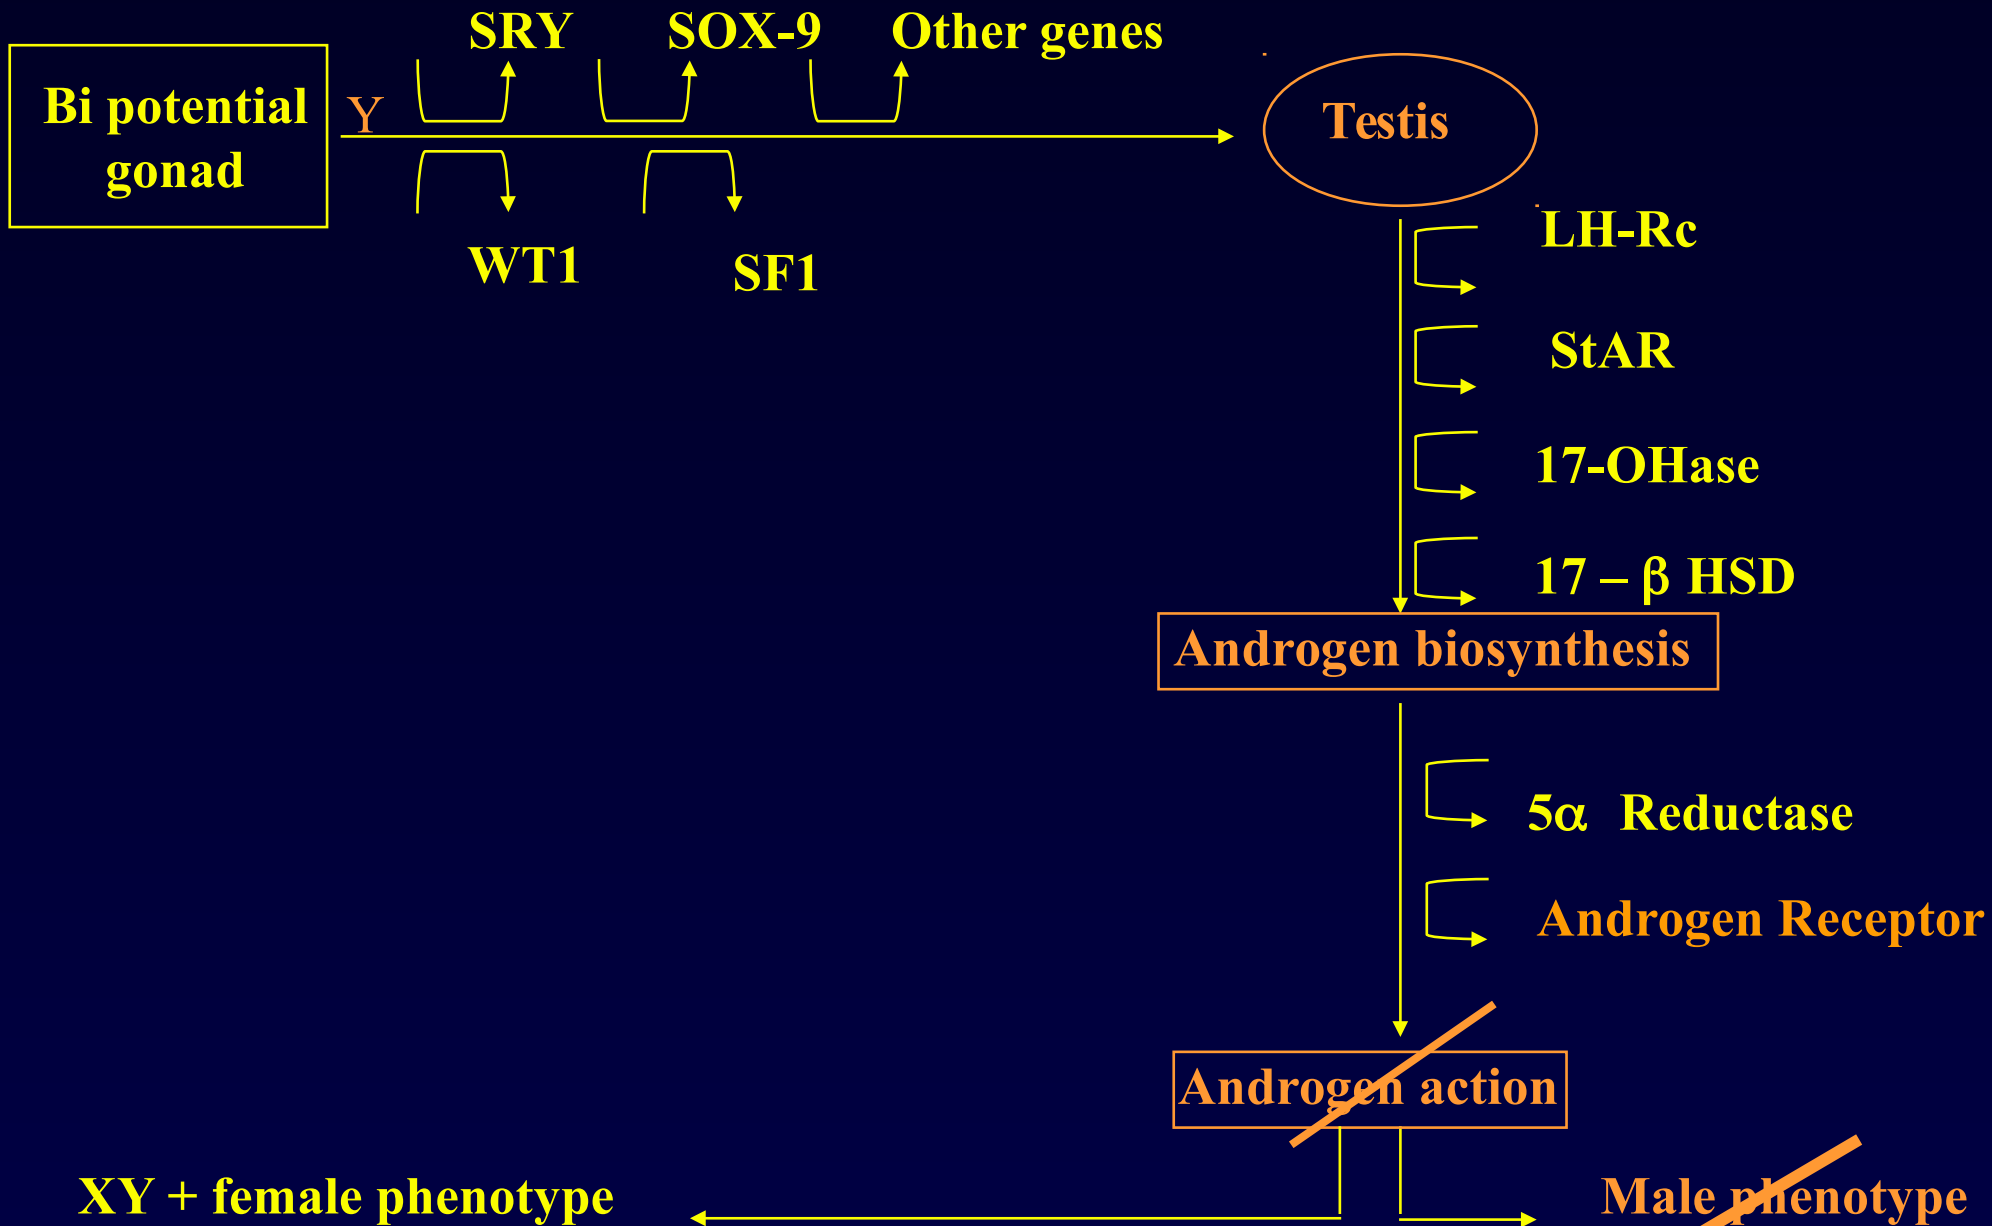 SRY
SOX-9
Other genes
Bi potential
gonad
Y
Testis
WT1
SF1
LH-Rc
StAR
17-OHase
17 – β HSD
Androgen biosynthesis
5α Reductase
Androgen Receptor
Androgen action
XY + female phenotype
Male phenotype